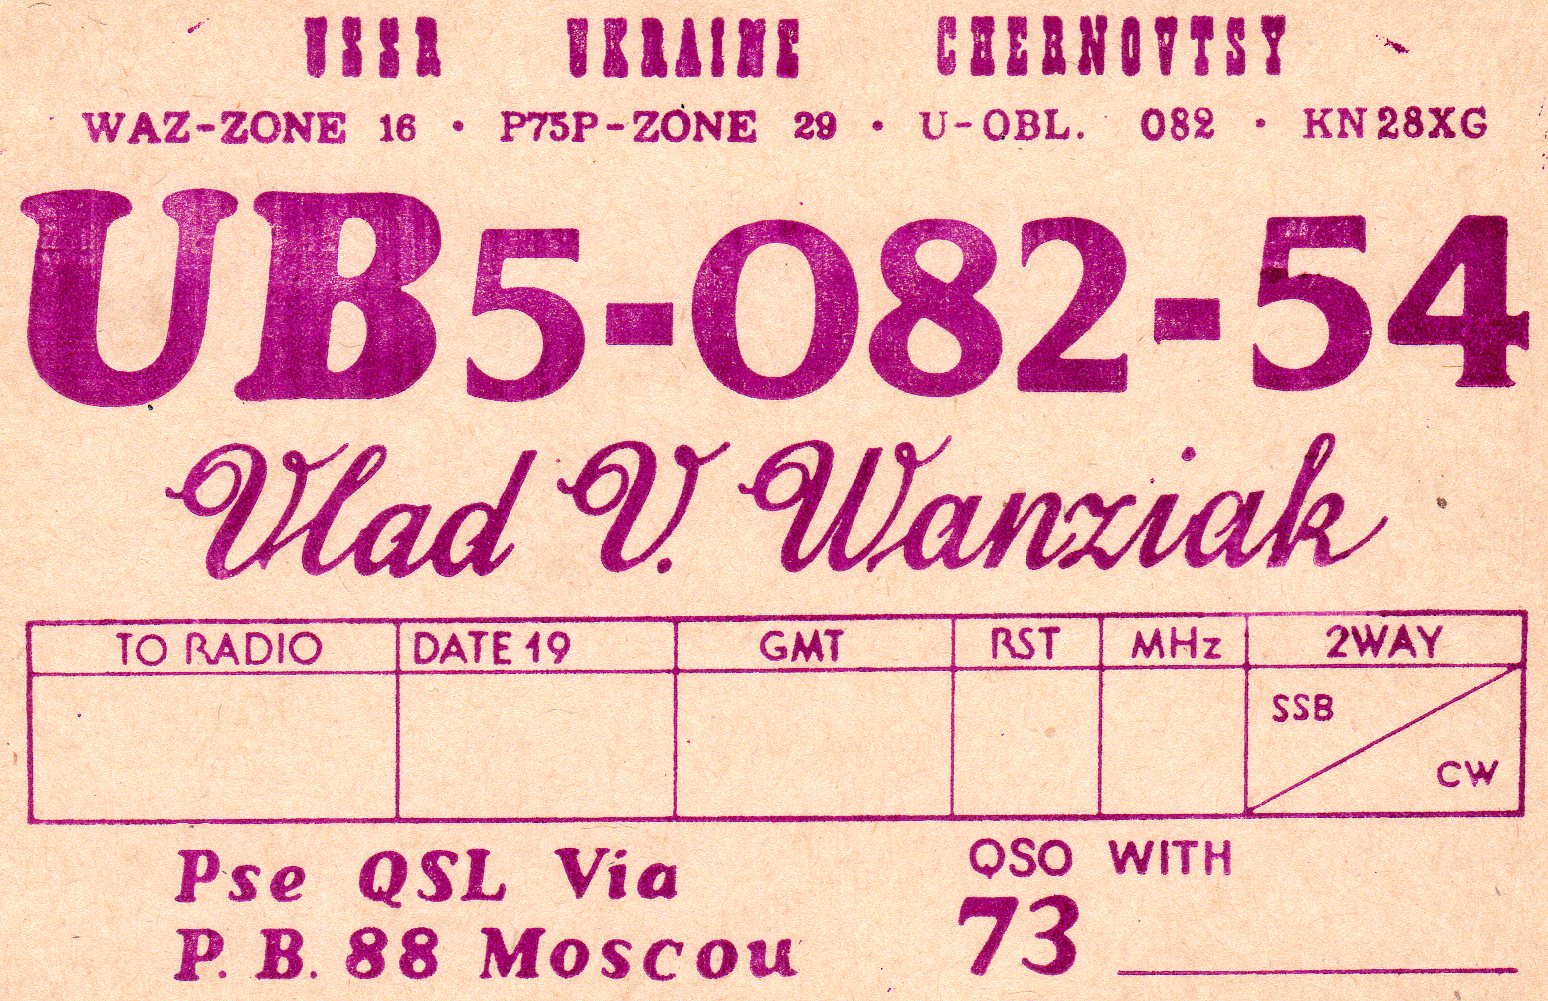 USSR UKRAINE CHERNOVTSY
WAZ-ZONE 16 • P75P-ZONE 29 • U-OBL. 082 • KN28XG
UB5-082-54
Vlad V. Wanziak
TO RADIO DATE 19 GMT RST MHz 2WAY
SSB
CW
Pse QSL Via
P. B. 88 Moscou
QSO WITH
73